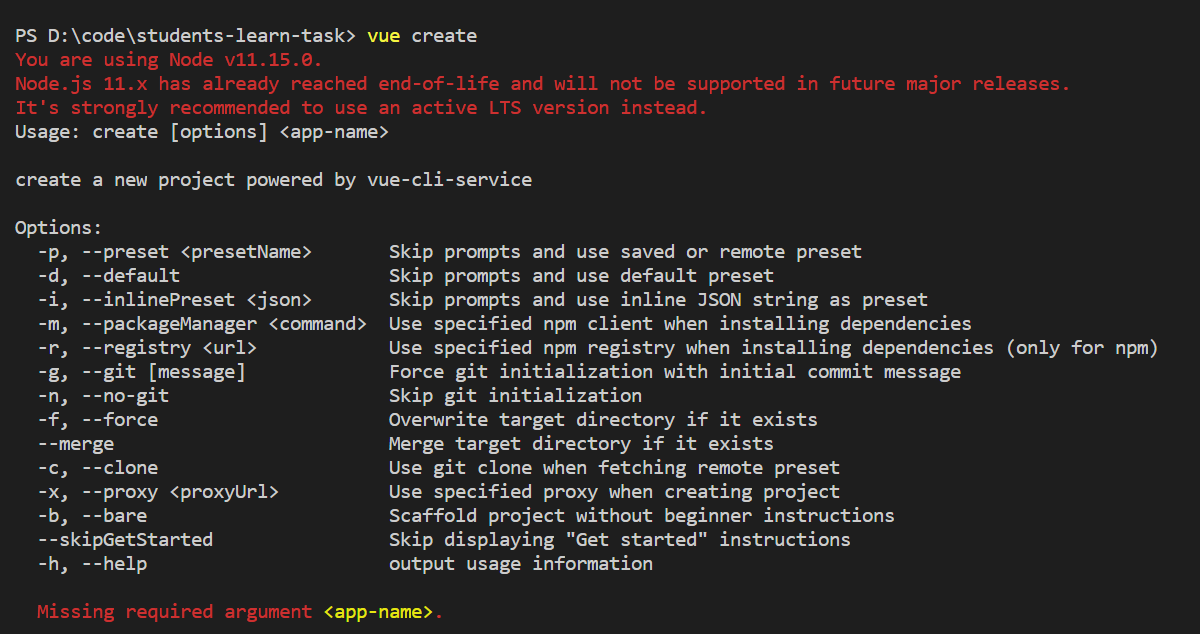 PS D:\code\students-learn-task> vue create
You are using Node v11.15.0.
Node.js 11.x has already reached end-of-life and will not be supported in future major releases.
It's strongly recommended to use an active LTS version instead.
Usage: create [options] <app-name>
create a new project powered by vue-cli-service
Options:
-p, --preset <presetName> Skip prompts and use saved or remote preset
-d, --default Skip prompts and use default preset
-i, --inlinePreset <json> Skip prompts and use inline JSON string as preset
-m, --packageManager <command> Use specified npm client when installing dependencies
-r, --registry <url> Use specified npm registry when installing dependencies (only for npm)
-g, --git [message] Force git initialization with initial commit message
-n, --no-git Skip git initialization
-f, --force Overwrite target directory if it exists
--merge Merge target directory if it exists
-c, --clone Use git clone when fetching remote preset
-x, --proxy <proxyUrl> Use specified proxy when creating project
-b, --bare Scaffold project without beginner instructions
--skipGetStarted Skip displaying "Get started" instructions
-h, --help output usage information
Missing required argument <app-name>.